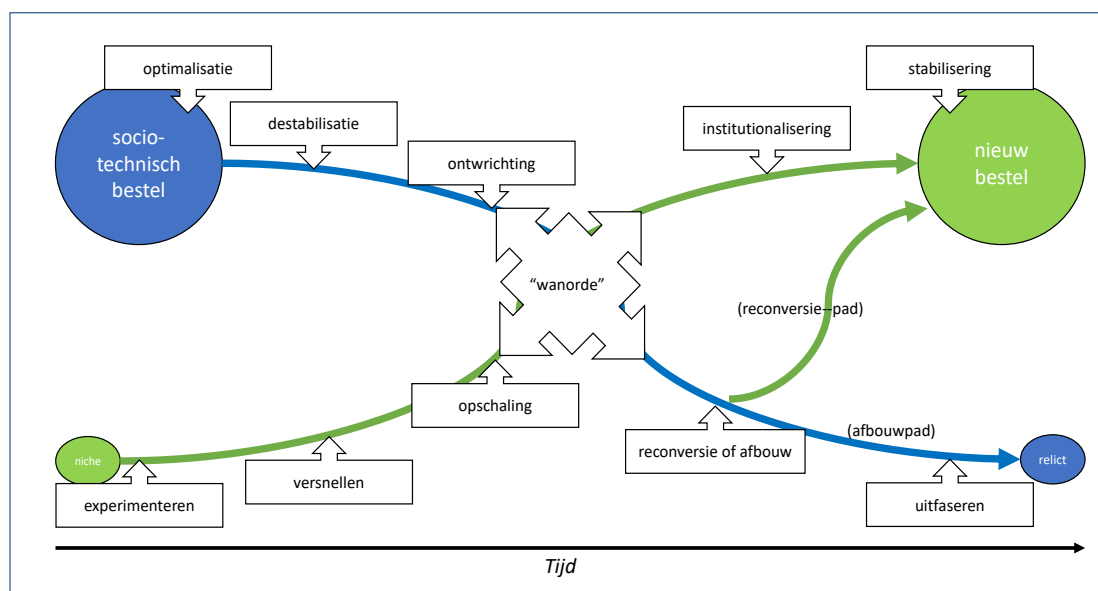 optimalisatie
stabilisering
destabilisatie
institutionalisering
socio-
technisch
bestel
ontwrichting
nieuw
bestel
“wanorde”
(reconversie--pad)
opschaling
(afbouwpad)
reconversie of afbouw
niche
relict
versnellen
experimenteren
uitfaseren
Tijd